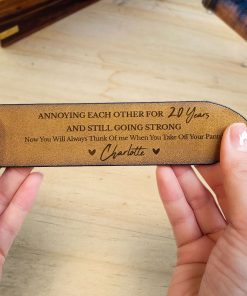 ANNOYING EACH OTHER FOR 20 Years
AND STILL GOING STRONG
Now You Will Always Think Of me When You Take Off Your
Charlotte